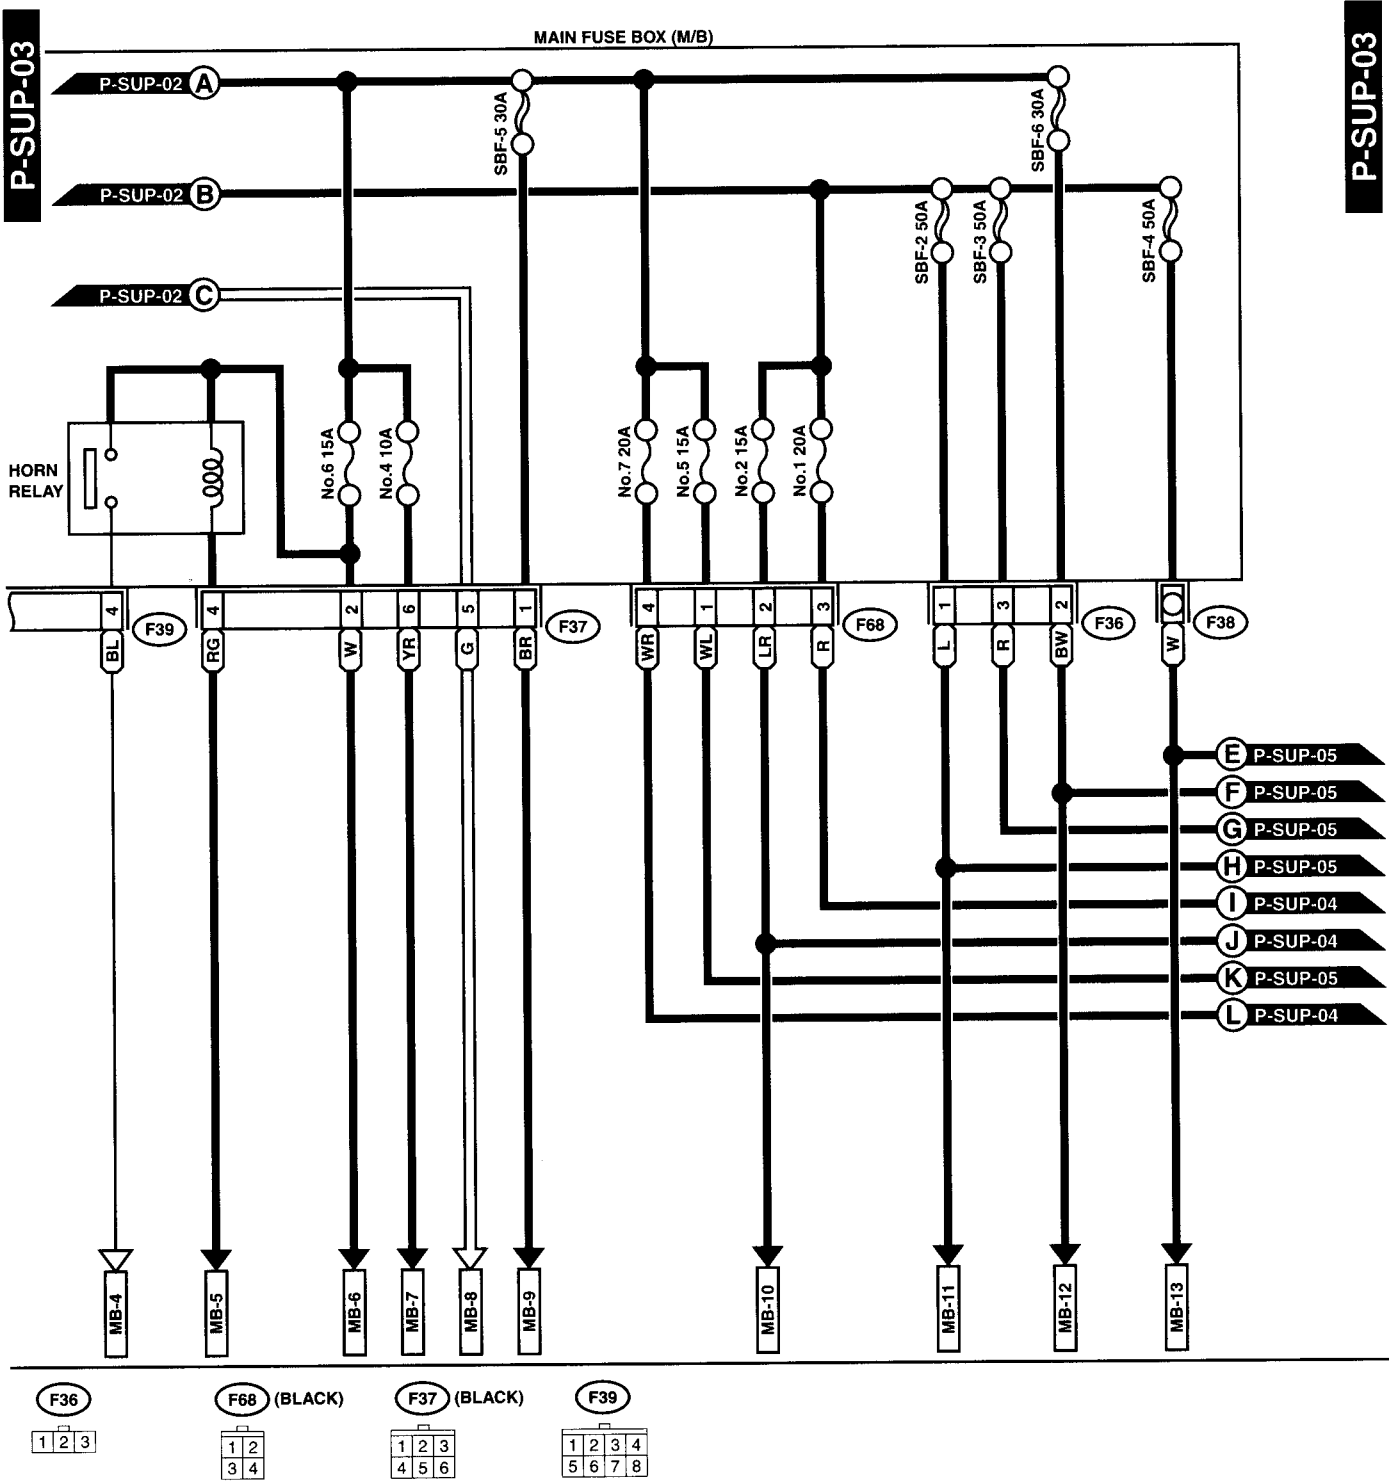 P-SUP-03
MAIN FUSE BOX (M/B)
P-SUP-03
P-SUP-02 A
SBF-5 30A
SBF-6 30A
P-SUP-02 B
SBF-2 50A
SBF-3 50A
SBF-4 50A
P-SUP-02 C
HORN
RELAY
No.6 15A
No.4 10A
No.7 20A
No.5 15A
No.2 15A
No.1 20A
4 F39 4 2 6 5 1 F37 4 1 2 3 F68 1 3 2 F36 F38
BL RG W YR G BR WR WL LR R L R BW W
E P-SUP-05
F P-SUP-05
G P-SUP-05
H P-SUP-05
I P-SUP-04
J P-SUP-04
K P-SUP-05
L P-SUP-04
MB-4 MB-5 MB-6 MB-7 MB-8 MB-9 MB-10 MB-11 MB-12 MB-13
F36 F68 (BLACK) F37 (BLACK) F39
1 2 3 1 2 1 2 3 1 2 3 4
3 4 4 5 6 5 6 7 8